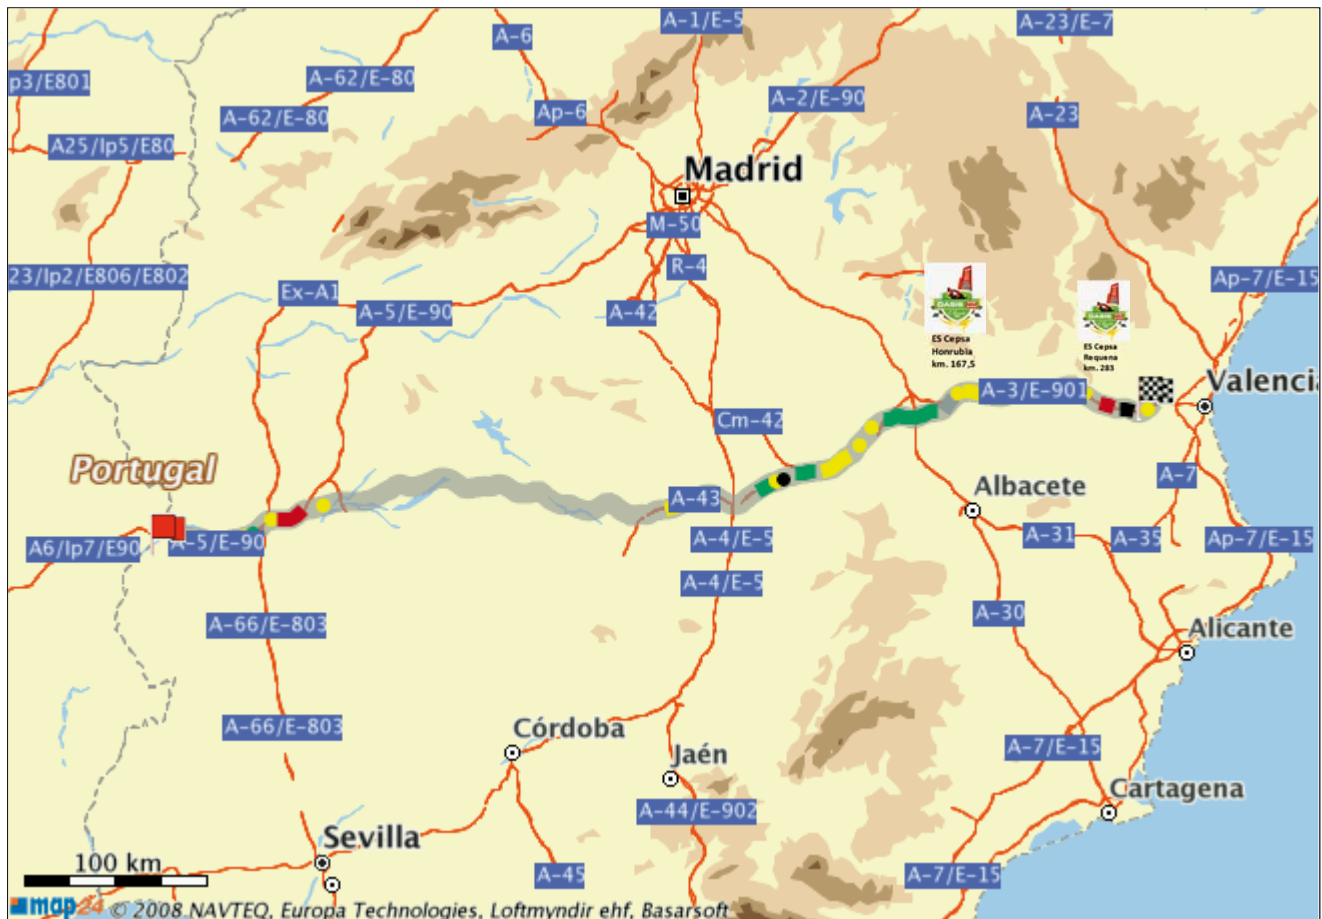 A-1/E-5
A-23/E-7
A-6
p3/E801
A-62/E-80
A-2/E-90
Ap-6
A-23
A-62/E-80
A25/Ip5/E80
Madrid
M-50
R-4
23/Ip2/E806/E802
Ap-7/E-15
Ex-A1
A-5/E-90
A-42
OASIS
OASIS
ES Cepsa
Honrubia
km. 167,5
ES Cepsa
Requena
km. 283
Valencia
A-3/E-901
Cm-42
Portugal
A-7
Albacete
A-43
A-5/E-90
A6/Ip7/E90
A-4/E-5
A-31
A-35
Ap-7/E-15
A-4/E-5
A-66/E-803
A-30
Alicante
A-66/E-803
Córdoba
Jaén
A-7/E-15
Cartagena
A-44/E-902
Sevilla
100 km
A-45
A-7/E-15
map24 © 2008 NAVTEQ, Europa Technologies, Loftmyndir ehf, Basarsoft